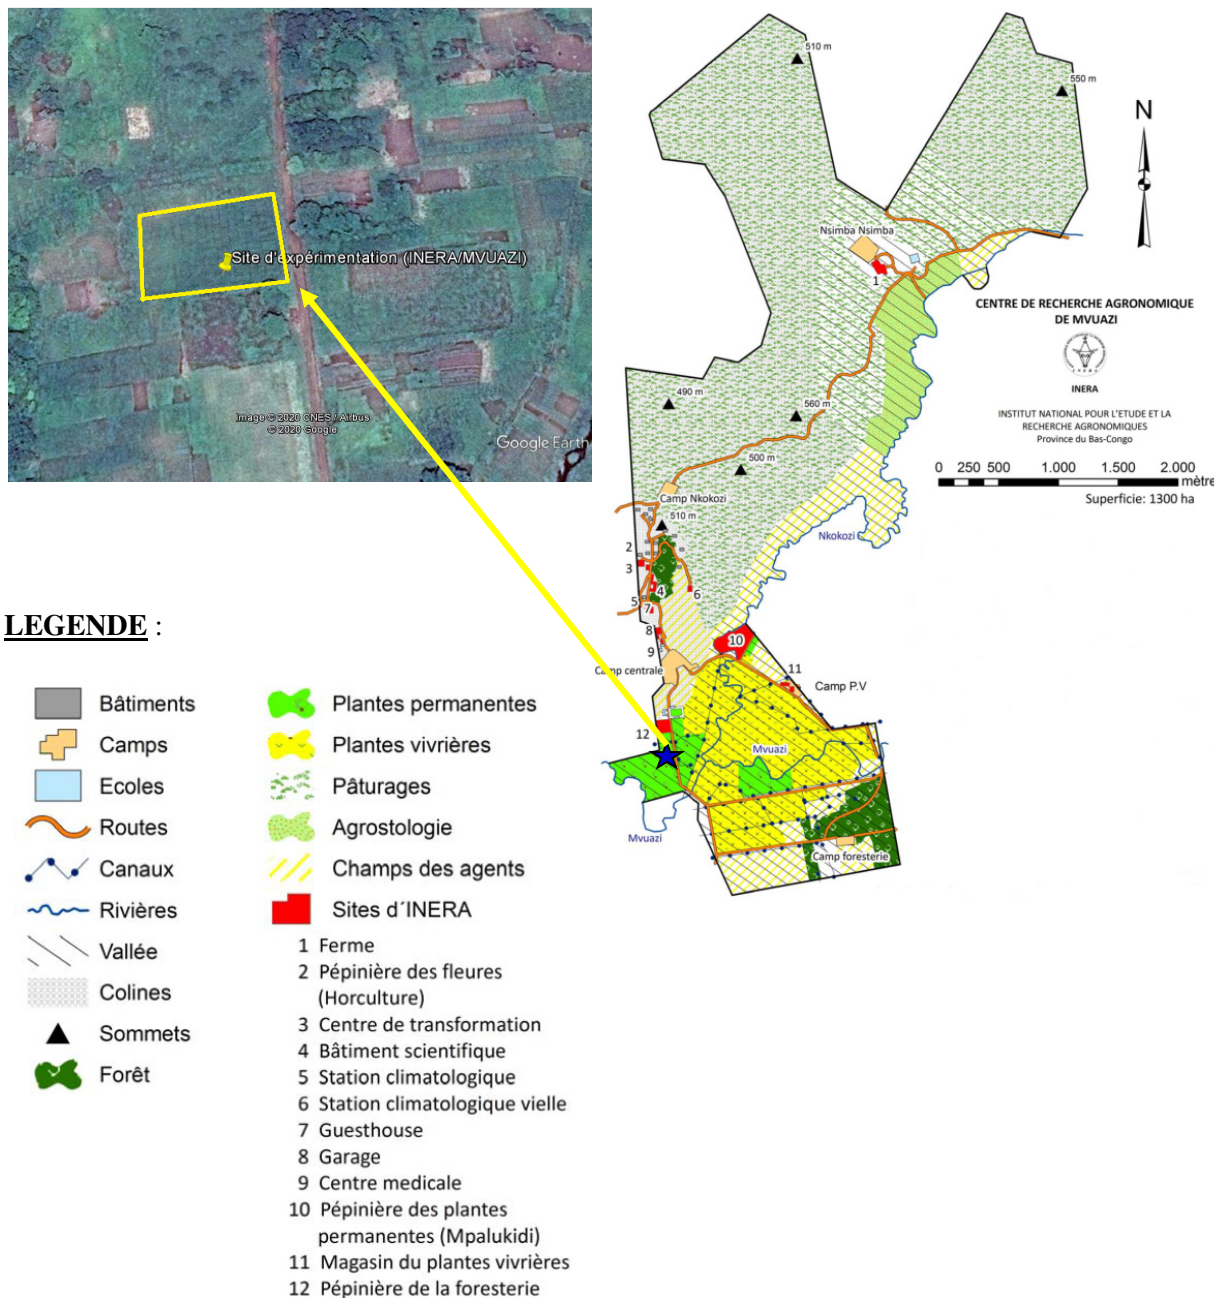 Site d'expérimentation (INERA/MVUAZI)
Image © 2020 CNES / Airbus
© 2020 Google
Google Earth
510 m
550 m
N
Nsimba Nsimba
1
CENTRE DE RECHERCHE AGRONOMIQUE
DE MVUAZI
INERA
INERA
INSTITUT NATIONAL POUR L'ETUDE ET LA
RECHERCHE AGRONOMIQUES
Province du Bas-Congo
0 250 500 1.000 1.500 2.000
mètre
Superficie: 1300 ha
490 m
560 m
500 m
Camp Nkokozi
510 m
Nkokozi
2
3
4
5
6
7
8
9
10
Camp centrale
11
Camp P.V
12
Mvuazi
Mvuazi
Camp foresterie
LEGENDE :
Bâtiments
Camps
Ecoles
Routes
Canaux
Rivières
Vallée
Colines
Sommets
Forêt
Plantes permanentes
Plantes vivrières
Pâturages
Agrostologie
Champs des agents
Sites d´INERA
1 Ferme
2 Pépinière des fleures
(Horculture)
3 Centre de transformation
4 Bâtiment scientifique
5 Station climatologique
6 Station climatologique vielle
7 Guesthouse
8 Garage
9 Centre medicale
10 Pépinière des plantes
permanentes (Mpalukidi)
11 Magasin du plantes vivrières
12 Pépinière de la foresterie